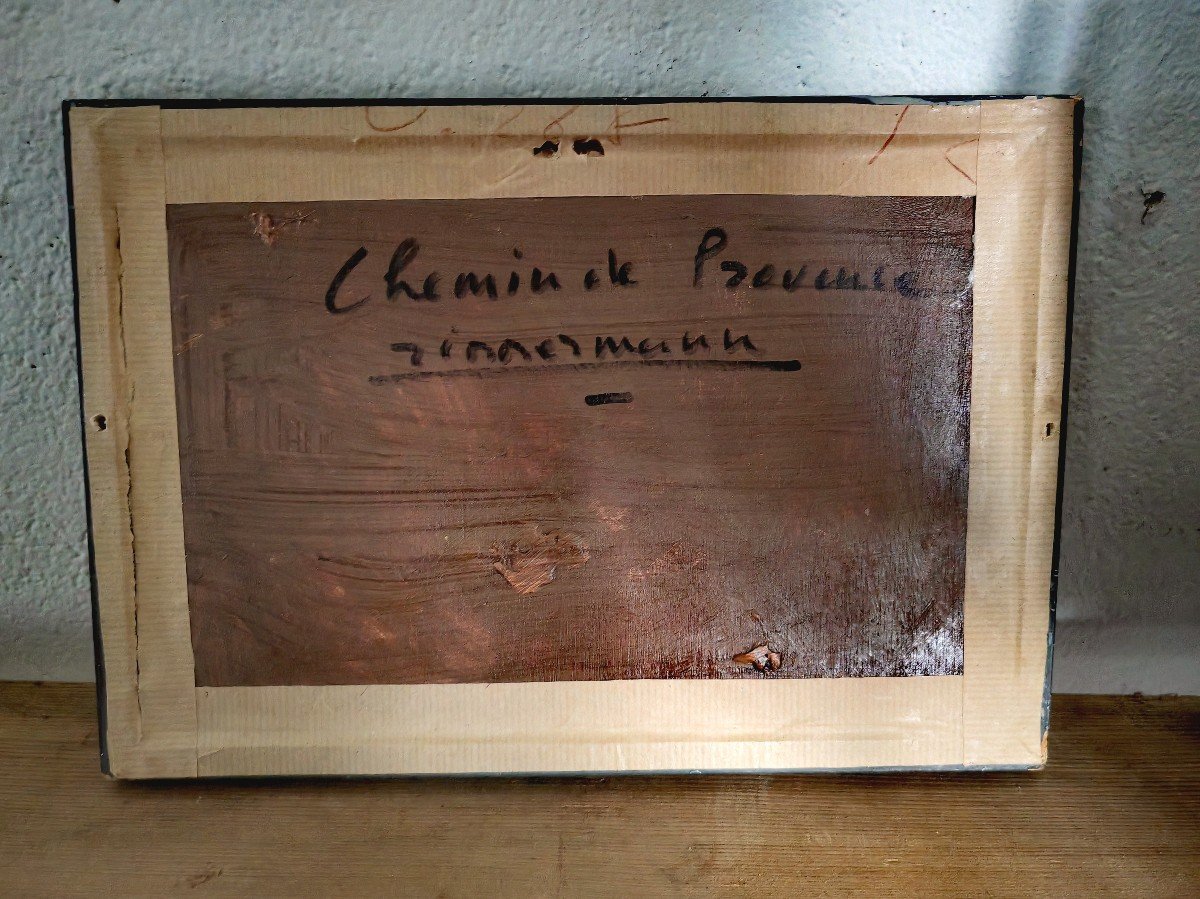 Chemin de Provence
zimmermann